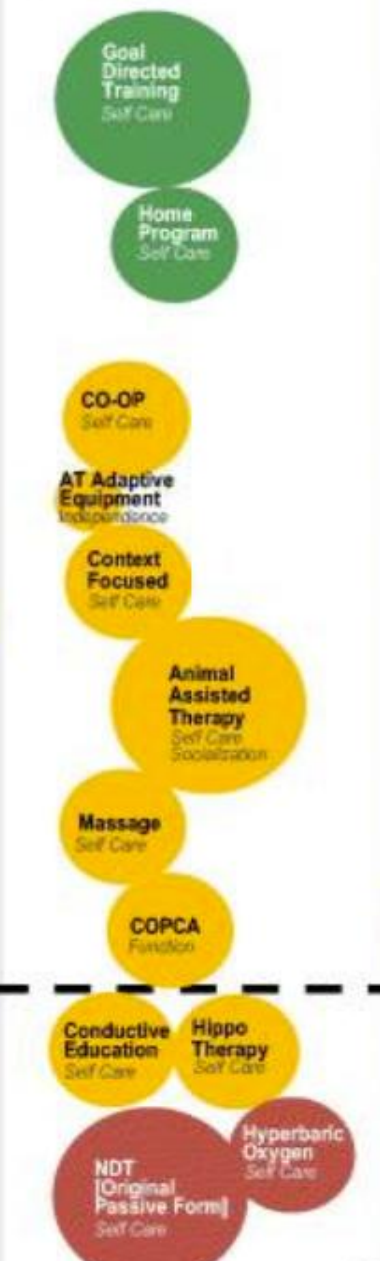 Goal
Directed
Training
Self Care
Home
Program
Self Care
CO-OP
Self Care
AT Adaptive
Equipment
Independence
Context
Focused
Self Care
Animal
Assisted
Therapy
Self Care
Socialization
Massage
Self Care
COPCA
Function
Conductive
Education
Self Care
Hippo
Therapy
Self Care
Hyperbaric
Oxygen
Self Care
NDT
[Original
Passive Form]
Self Care